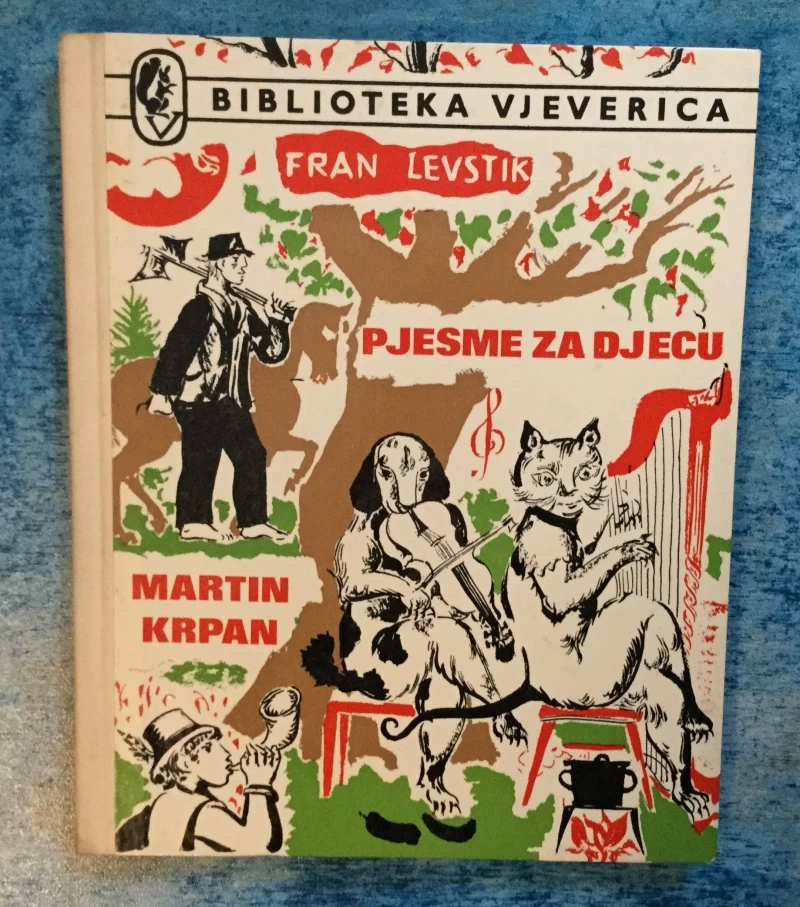 BIBLIOTEKA VJEVERICA
FRAN LEVSTIK
PJESME ZA DJECU
MARTIN
KRPAN